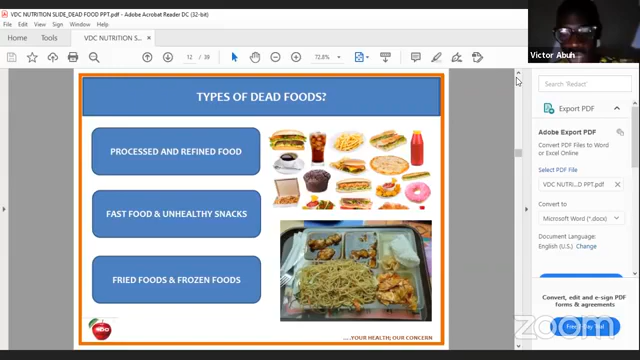 VDC NUTRITION SLIDE_DEAD FOOD PPT.pdf - Adobe Acrobat Reader DC (32-bit)
File Edit View Sign Window Help
Home Tools VDC NUTRITION SLI... ×
12 / 39
72.8%
TYPES OF DEAD FOODS?
PROCESSED AND REFINED FOOD
FAST FOOD & UNHEALTHY SNACKS
FRIED FOODS & FROZEN FOODS
....YOUR HEALTH; OUR CONCERN
Victor Abuh
Search 'Redact'
Export PDF
Adobe Export PDF
Convert PDF Files to Word
or Excel Online
Select PDF File
VDC NUTRI...D PPT.pdf
Convert to
Microsoft Word (*.docx)
Document Language:
English (U.S.) Change
Convert, edit and e-sign PDF
forms & agreements
zoom